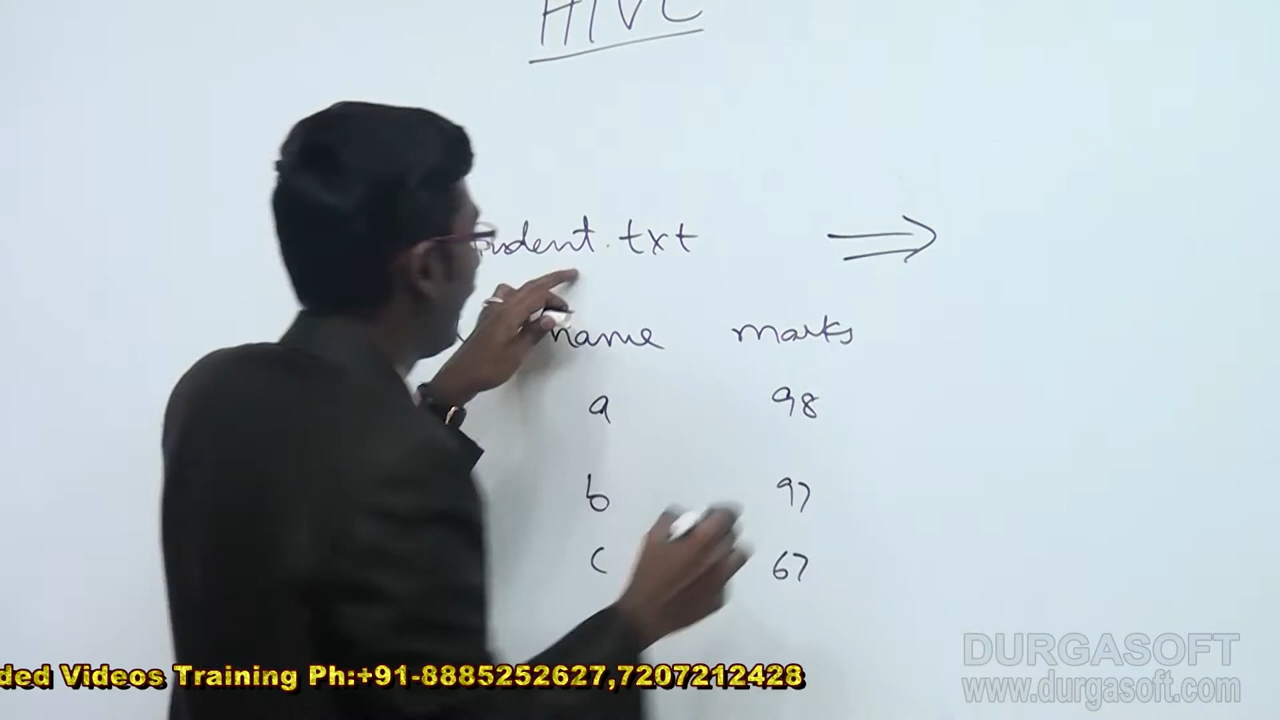 HIVE
udent.txt
name marks
a 98
b 97
c 67
ded Videos Training Ph:+91-8885252627,7207212428
DURGASOFT
www.durgasoft.com